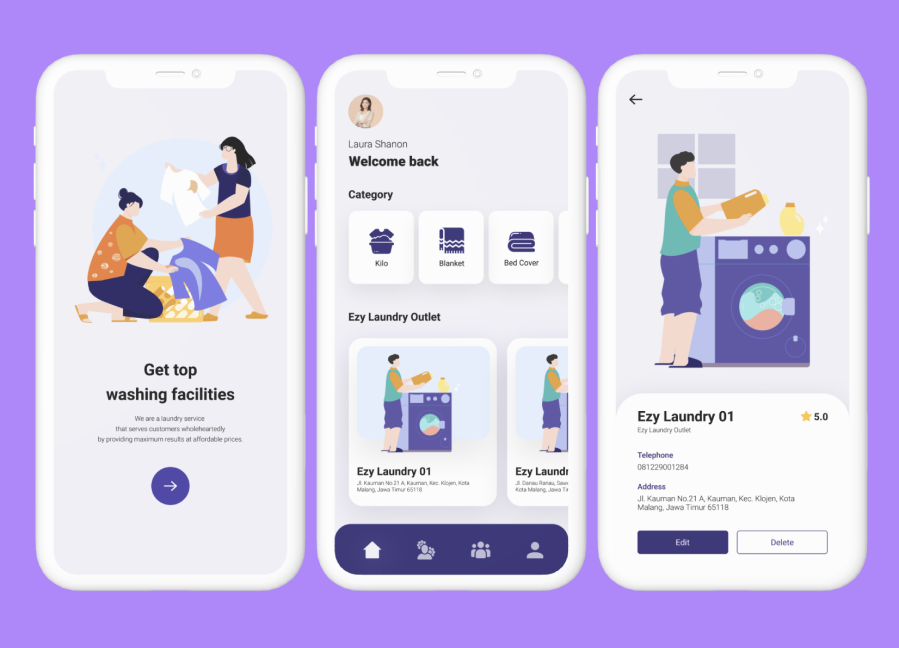 Get top
washing facilities
We are a laundry service
that serves customers wholeheartedly
by providing maximum results at affordable prices
Laura Shanon
Welcome back
Category
Kilo
Blanket
Bed Cover
Ezy Laundry Outlet
Ezy Laundry 01
Jl. Kauman No.21 A, Kauman, Kec. Klojen, Kota
Malang, Jawa Timur 65118
Ezy Laund
Jl. Danau Ranau, Saw
Kota Malang, Jawa Ti
Ezy Laundry 01
5.0
Ezy Laundry Outlet
Telephone
081229001284
Address
Jl. Kauman No.21 A, Kauman, Kec. Klojen, Kota
Malang, Jawa Timur 65118
Edit
Delete